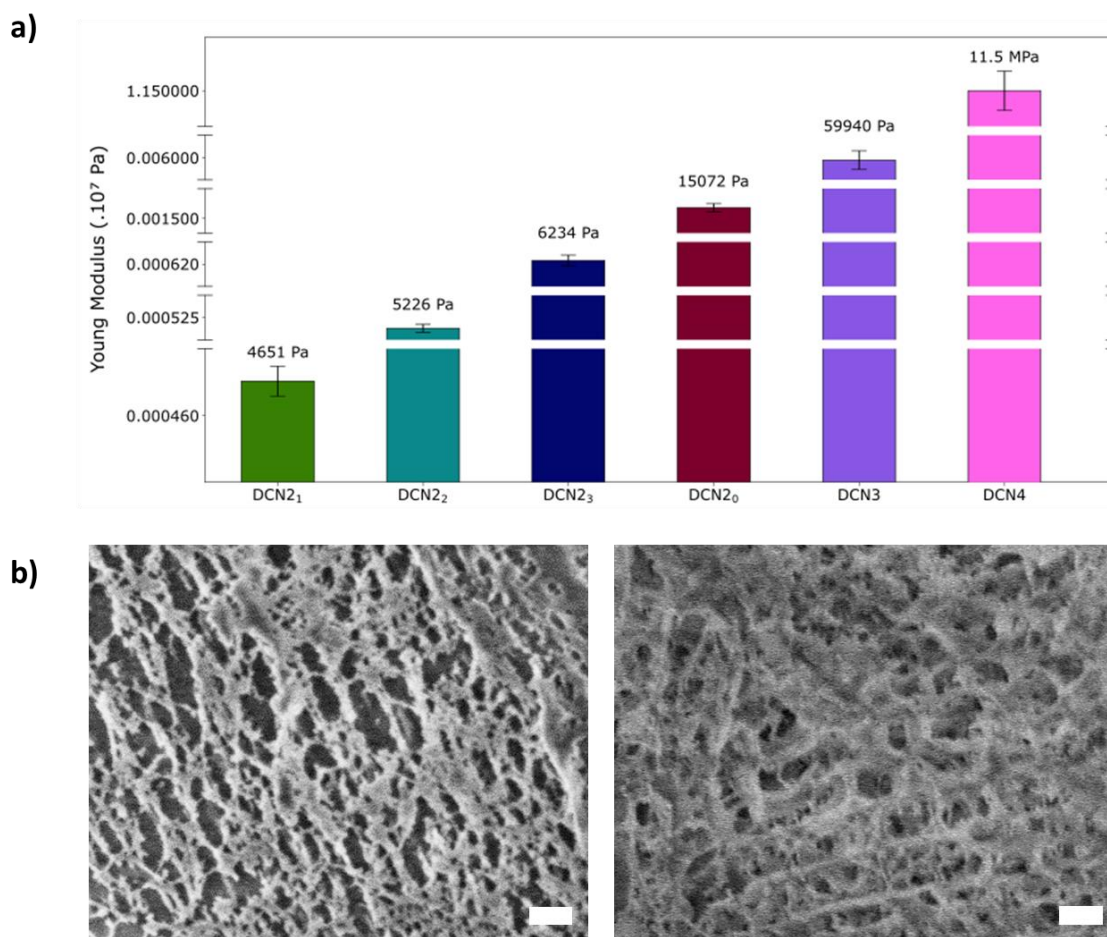 a)
11.5 MPa
1.150000
59940 Pa
0.006000
15072 Pa
0.001500
6234 Pa
0.000620
5226 Pa
0.000525
4651 Pa
0.000460
Young Modulus (.10⁷ Pa)
DCN2₁ DCN2₂ DCN2₃ DCN2₀ DCN3 DCN4
b)